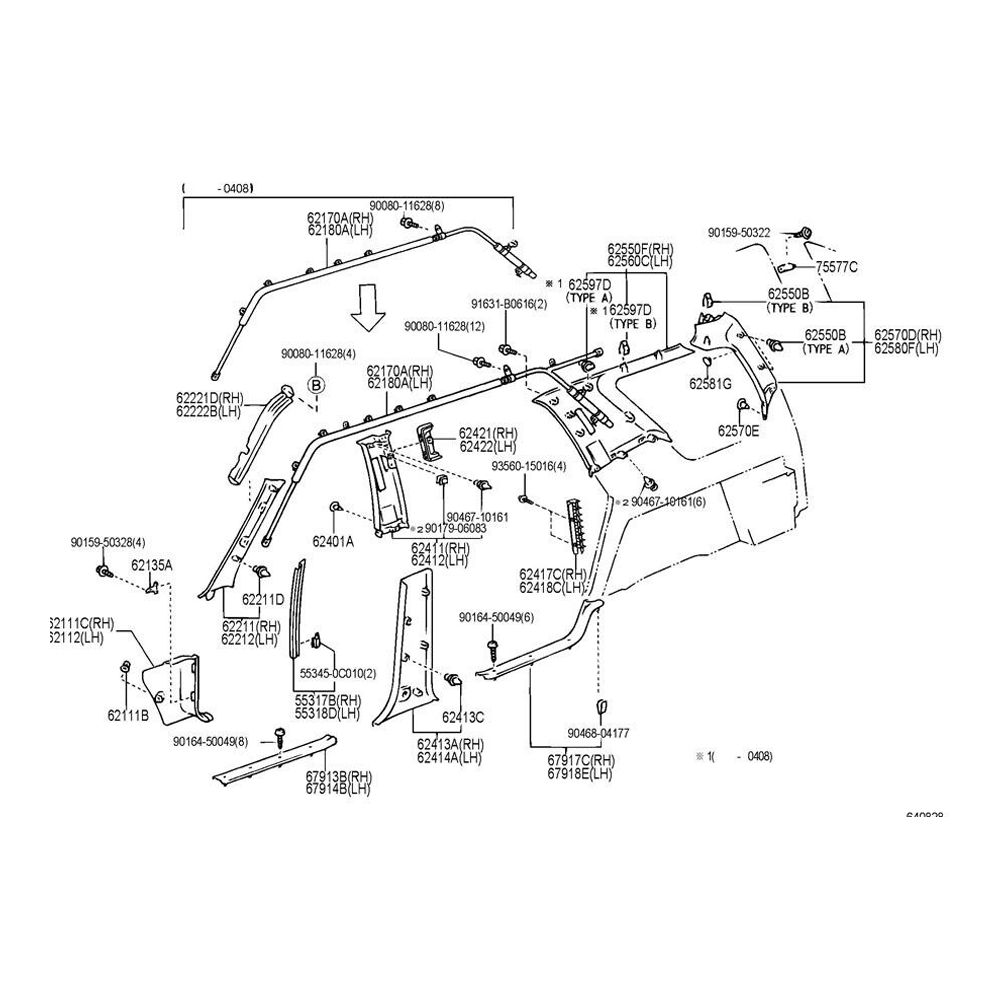 ( - 0408)
90080-11628(8)
62170A(RH)
62180A(LH)
90159-50322
62550F(RH)
62560C(LH)
75577C
※ 1 62597D
(TYPE A)
※ 1 62597D
(TYPE B)
62550B
(TYPE B)
91631-B0616(2)
90080-11628(12)
62550B
(TYPE A)
62570D(RH)
62580F(LH)
90080-11628(4)
B
62170A(RH)
62180A(LH)
62581G
62221D(RH)
62222B(LH)
62570E
62421(RH)
62422(LH)
93560-15016(4)
※2 90467-10161(6)
90467-10161
※2 90179-06083
62401A
62411(RH)
62412(LH)
90159-50328(4)
62135A
62417C(RH)
62418C(LH)
62211D
62211(RH)
62212(LH)
90164-50049(6)
62111C(RH)
62112(LH)
55345-0C010(2)
55317B(RH)
55318D(LH)
62111B
62413C
90468-04177
90164-50049(8)
62413A(RH)
62414A(LH)
67917C(RH)
67918E(LH)
※ 1( - 0408)
67913B(RH)
67914B(LH)
640828